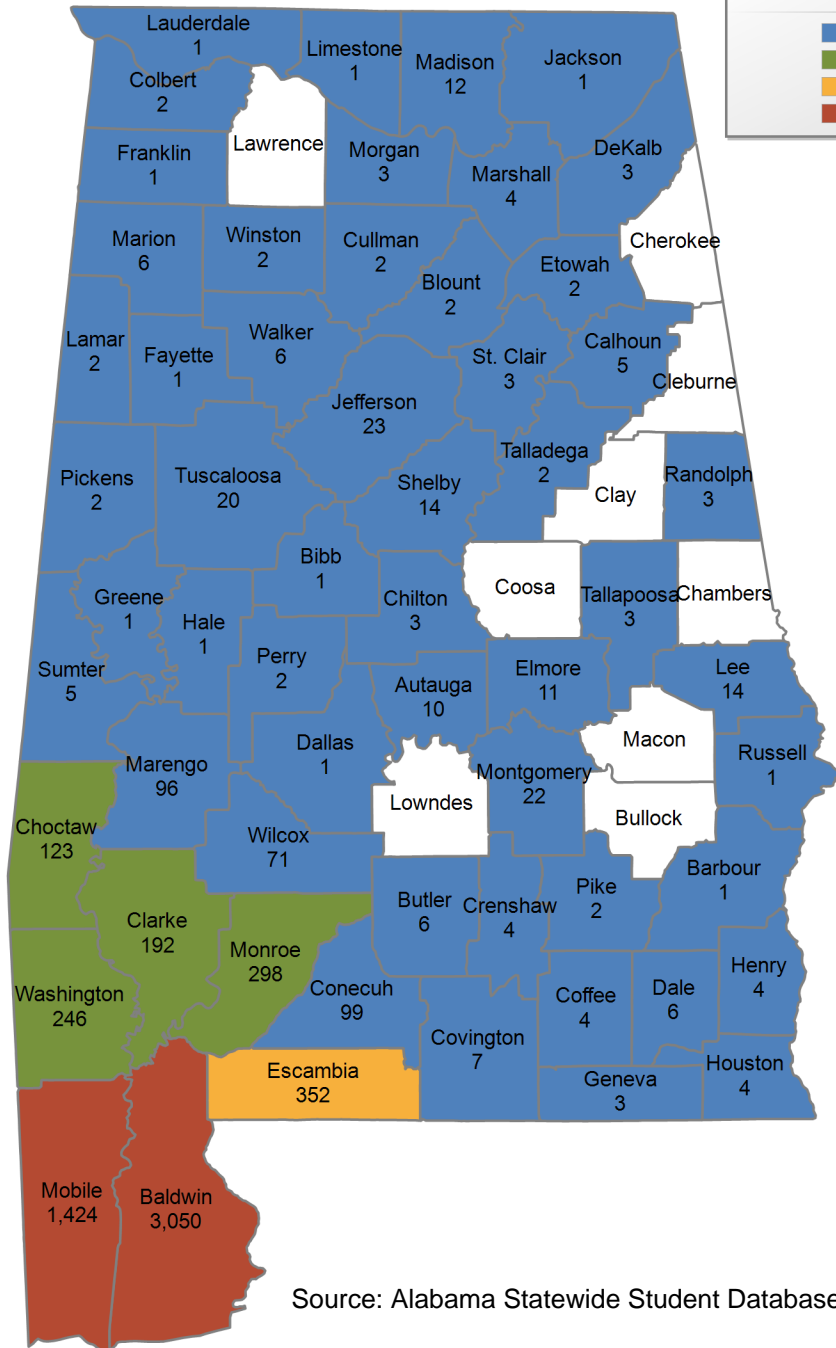 Lauderdale
1
Limestone
1
Madison
12
Jackson
1
Colbert
2
Lawrence
Franklin
1
Morgan
3
Marshall
4
DeKalb
3
Cherokee
Marion
6
Winston
2
Cullman
2
Blount
2
Etowah
2
Lamar
2
Fayette
1
Walker
6
St. Clair
3
Calhoun
5
Cleburne
Jefferson
23
Pickens
2
Tuscaloosa
20
Shelby
14
Talladega
2
Clay
Randolph
3
Bibb
1
Greene
1
Hale
1
Chilton
3
Coosa
Tallapoosa
3
Chambers
Sumter
5
Perry
2
Autauga
10
Elmore
11
Lee
14
Marengo
96
Dallas
1
Lowndes
Montgomery
22
Macon
Russell
1
Bullock
Choctaw
123
Wilcox
71
Butler
6
Crenshaw
4
Pike
2
Barbour
1
Clarke
192
Monroe
298
Washington
246
Conecuh
99
Covington
7
Coffee
4
Dale
6
Henry
4
Escambia
352
Geneva
3
Houston
4
Mobile
1,424
Baldwin
3,050
Source: Alabama Statewide Student Database